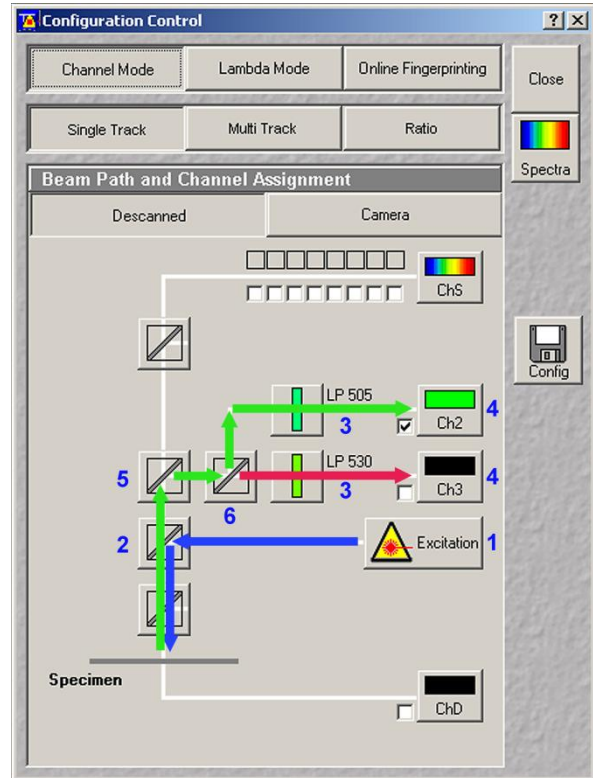 Configuration Control
? ×
Channel Mode Lambda Mode Online Fingerprinting Close
Single Track Multi Track Ratio
Spectra
Beam Path and Channel Assignment
Descanned Camera
ChS
Config
LP 505
3 4
Ch2
LP 530
5 4
3 Ch3
6
2 Excitation 1
Specimen
ChD